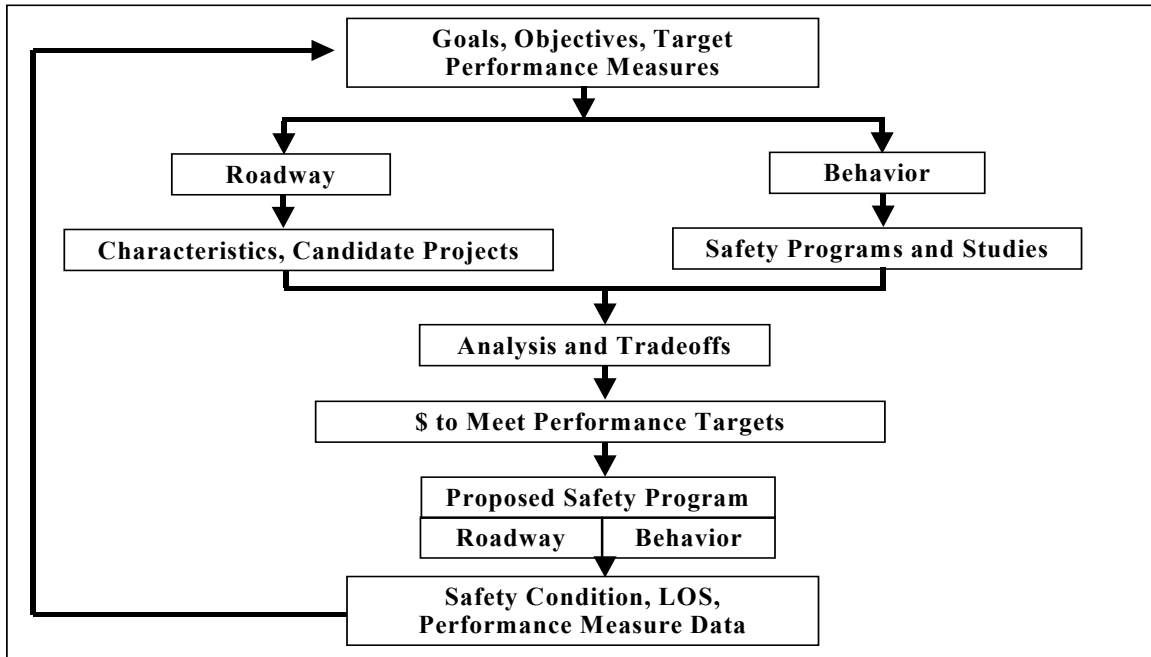 Goals, Objectives, Target
Performance Measures
Roadway
Behavior
Characteristics, Candidate Projects
Safety Programs and Studies
Analysis and Tradeoffs
$ to Meet Performance Targets
Proposed Safety Program
Roadway
Behavior
Safety Condition, LOS,
Performance Measure Data